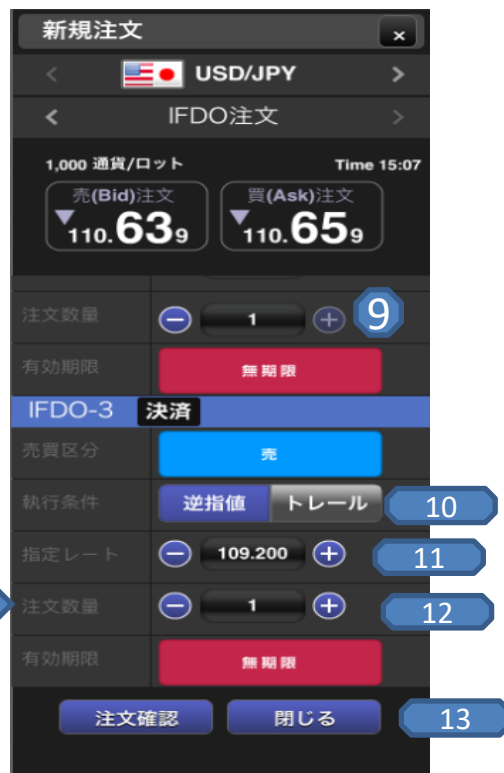 新規注文 ×
< USD/JPY >
< IFDO注文 >
1,000 通貨/ロット Time 15:07
売(Bid)注文 買(Ask)注文
110.639 110.659
注文数量 1 9
有効期限 無期限
IFDO-3 決済
売買区分 売
執行条件 逆指値 トレール 10
指定レート 109.200 11
注文数量 1 12
有効期限 無期限
注文確認 閉じる 13